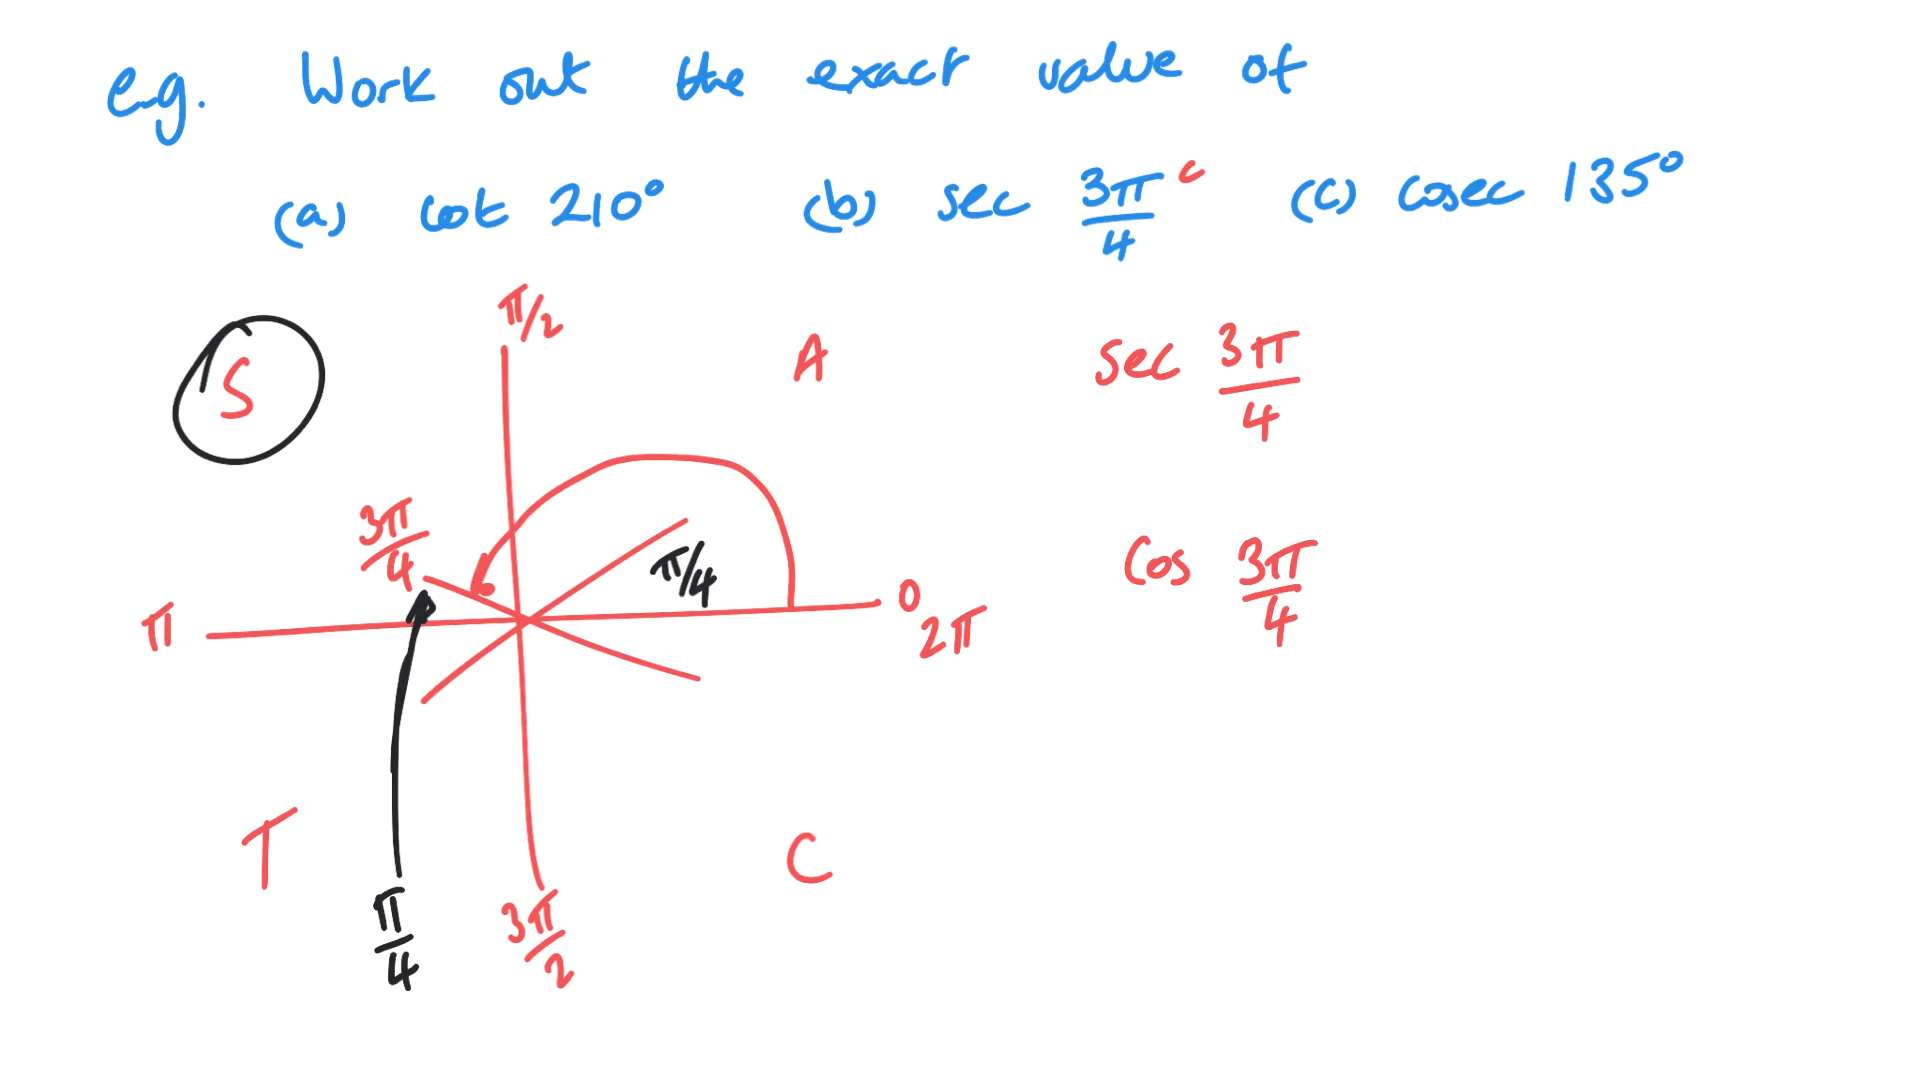 e.g. Work out the exact value of
(a) cot 210° (b) sec 3π/4 c (c) cosec 135°
π/2
S A sec 3π/4
3π/4 π/4 cos 3π/4
π 0
2π
T C
π/4 3π/2